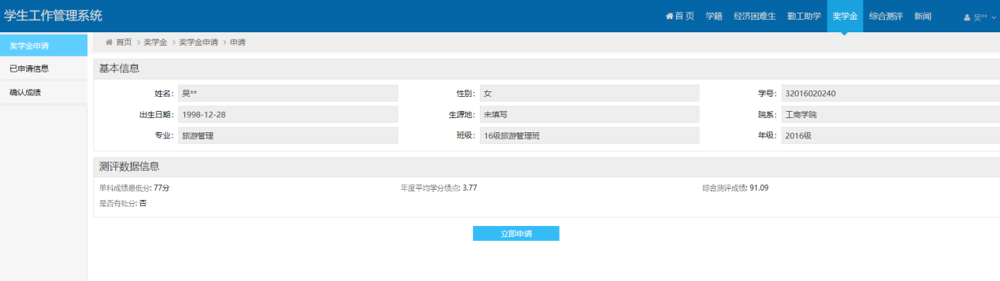 学生工作管理系统
首页 学籍 经济困难生 勤工助学 奖学金 综合测评 新闻 吴**
奖学金申请
已申请信息
确认成绩
首页 > 奖学金 > 奖学金申请 > 申请
基本信息
姓名: 吴** 性别: 女 学号: 32016020240
出生日期: 1998-12-28 生源地: 未填写 院系: 工商学院
专业: 旅游管理 班级: 16级旅游管理班 年级: 2016级
测评数据信息
单科成绩最低分: 77分 年度平均学分绩点: 3.77 综合测评成绩: 91.09
是否有处分: 否
立即申请